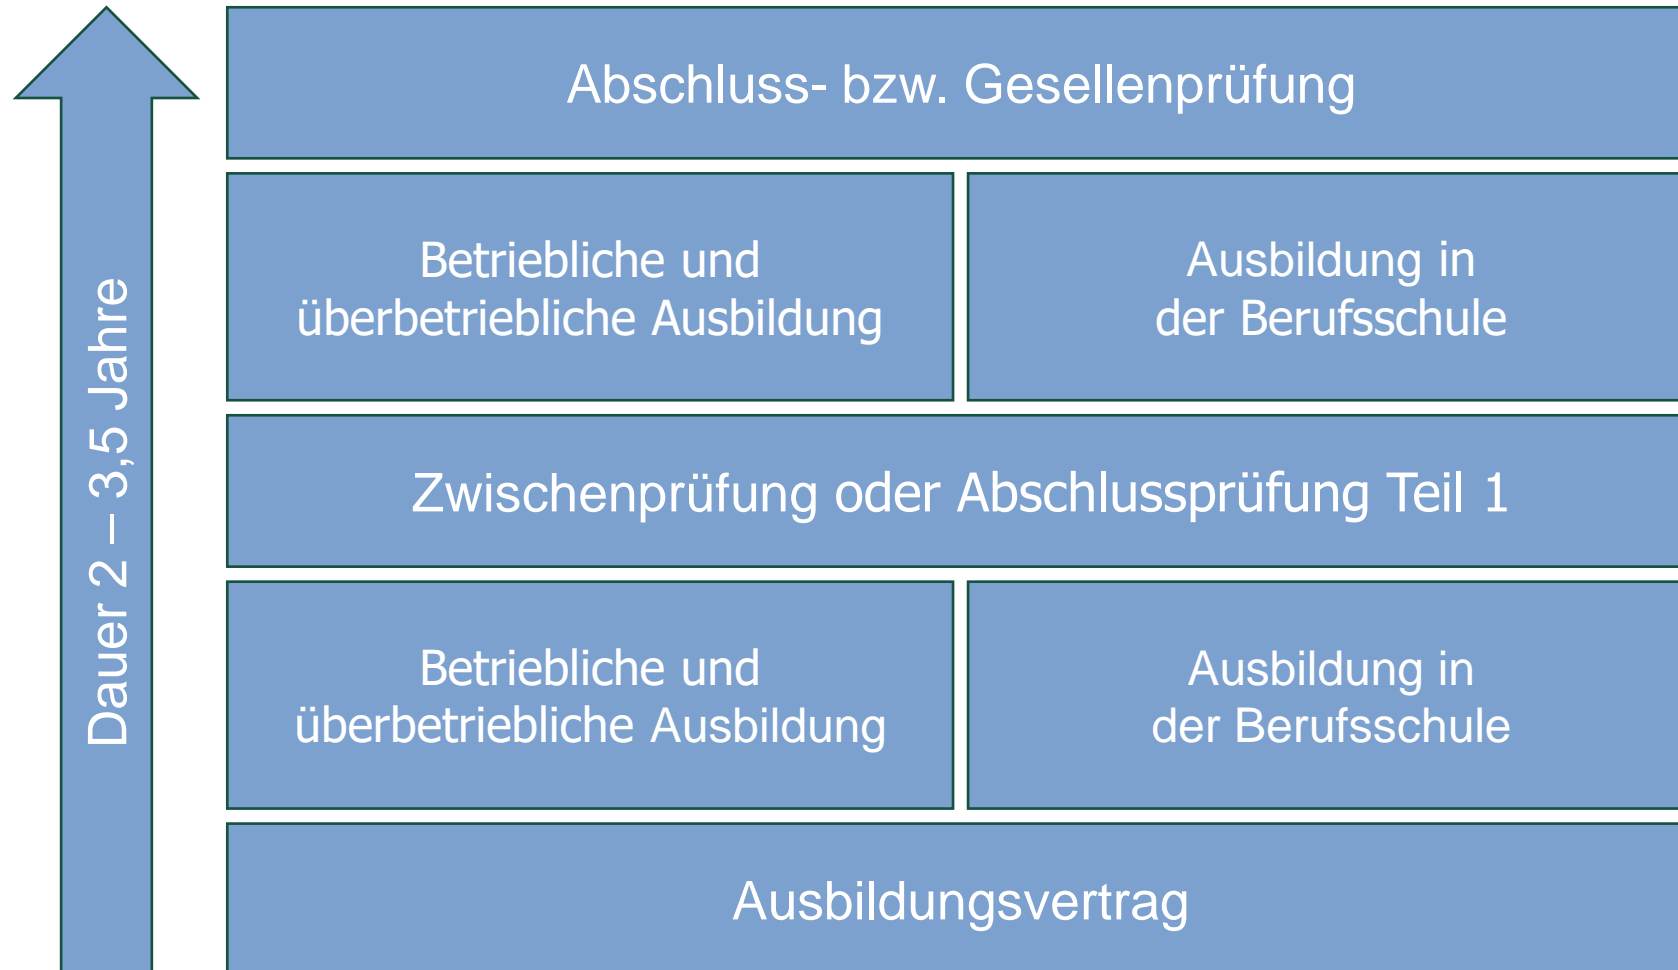 Abschluss- bzw. Gesellenprüfung
Betriebliche und
überbetriebliche Ausbildung
Ausbildung in
der Berufsschule
Zwischenprüfung oder Abschlussprüfung Teil 1
Betriebliche und
überbetriebliche Ausbildung
Ausbildung in
der Berufsschule
Ausbildungsvertrag
Dauer 2 – 3,5 Jahre